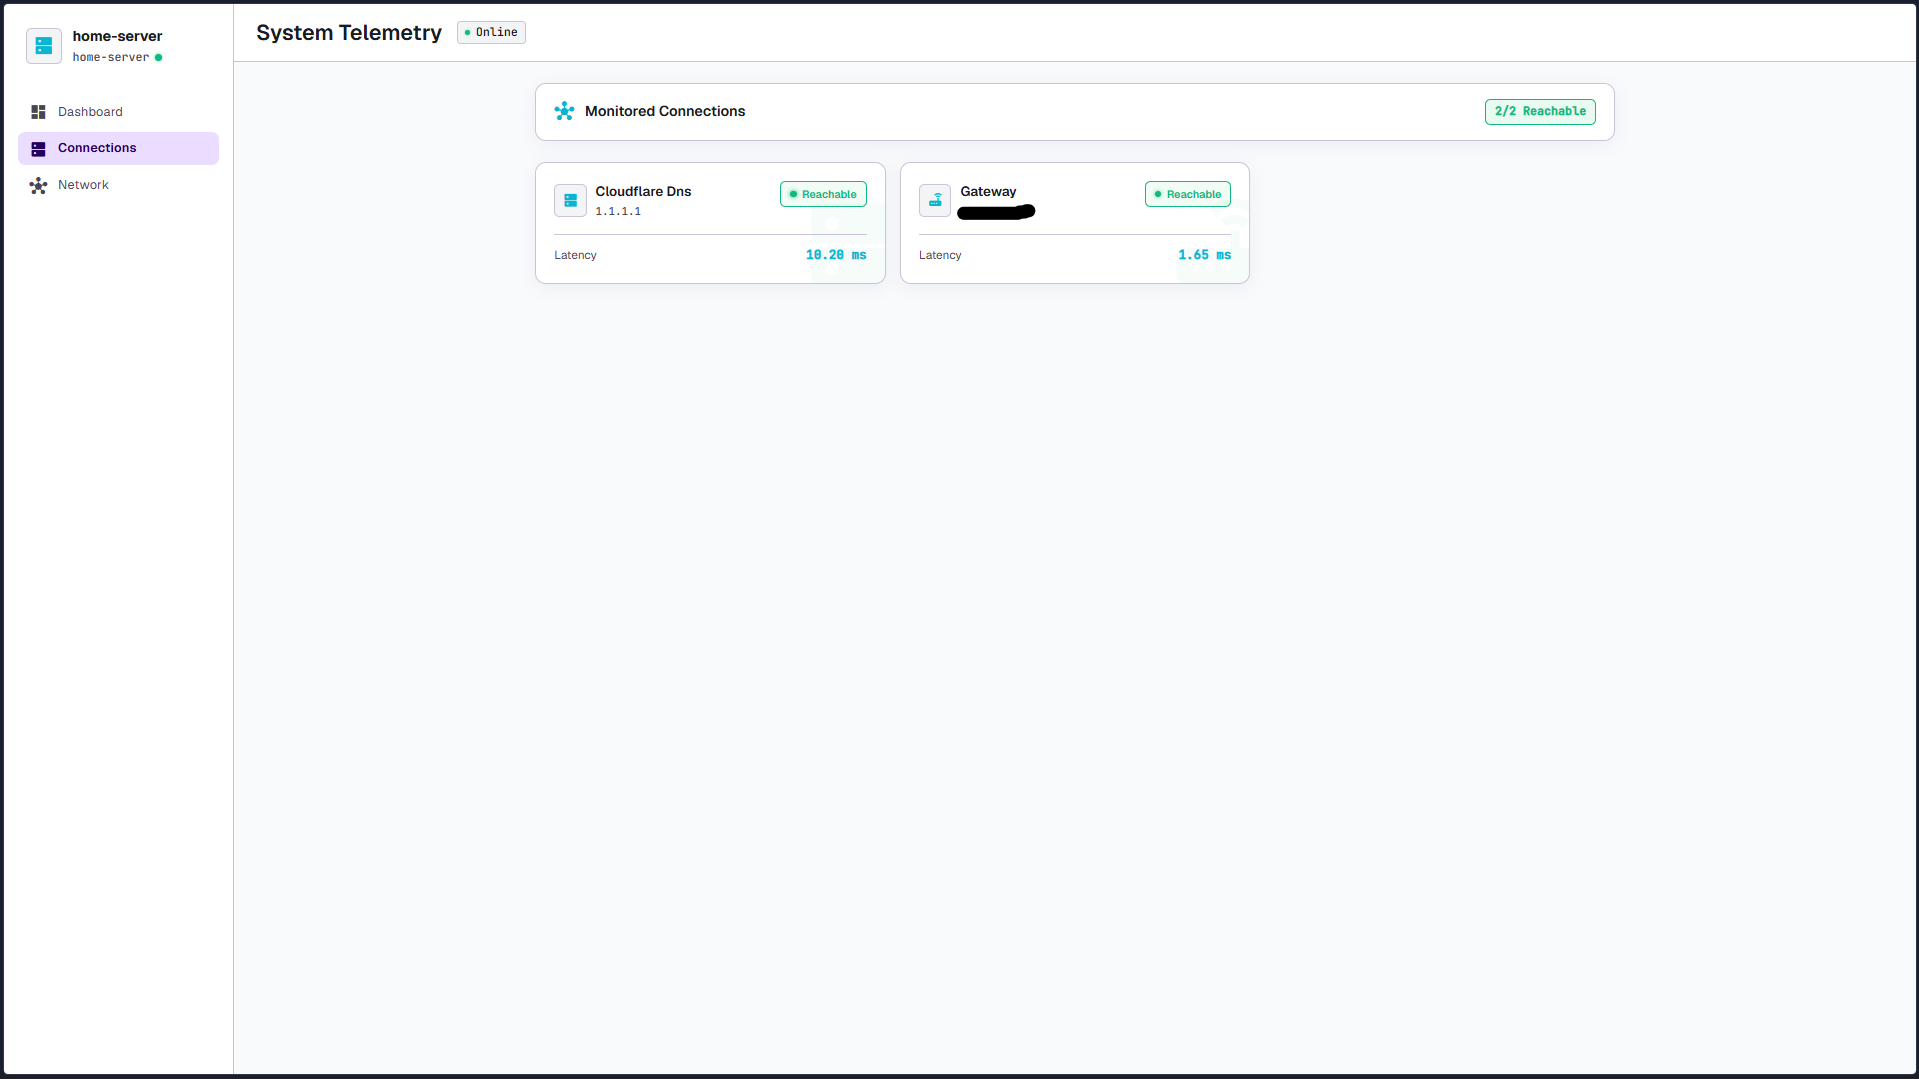 home-server
home-server
Dashboard
Connections
Network
System Telemetry
Online
Monitored Connections
2/2 Reachable
Cloudflare Dns
1.1.1.1
Reachable
Latency
10.20 ms
Gateway
Reachable
Latency
1.65 ms